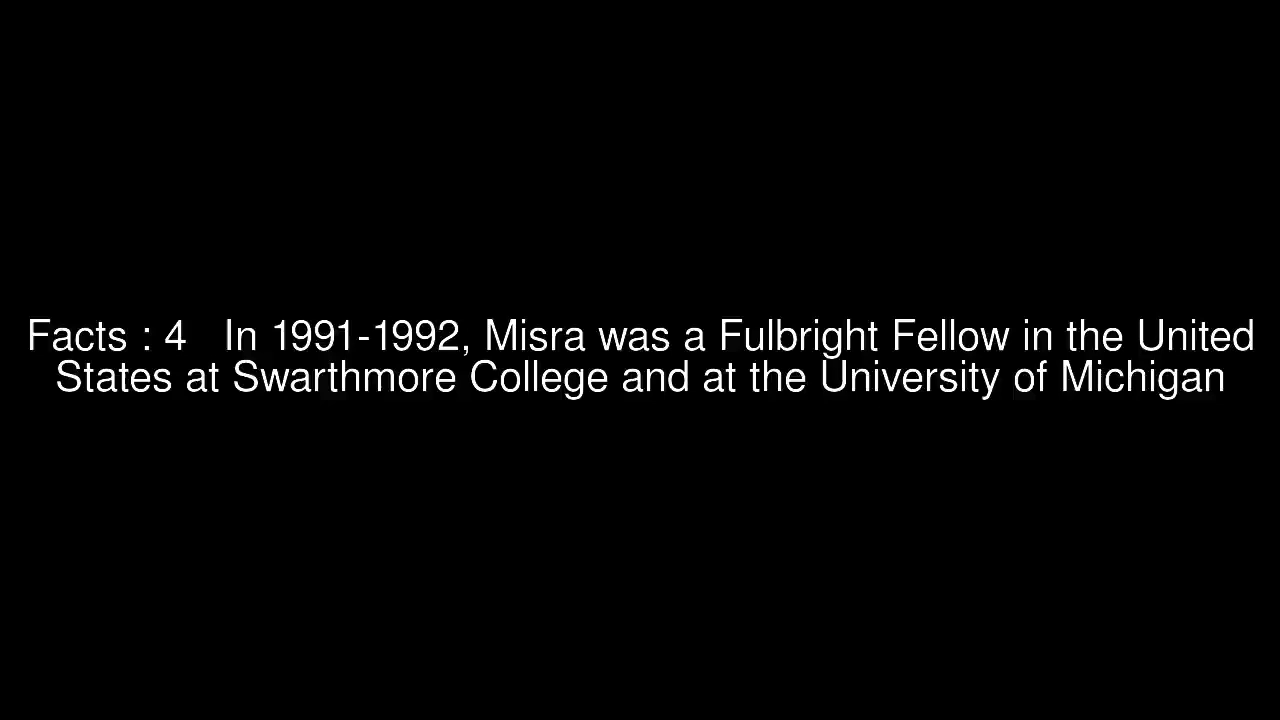 Facts : 4   In 1991-1992, Misra was a Fulbright Fellow in the United
States at Swarthmore College and at the University of Michigan